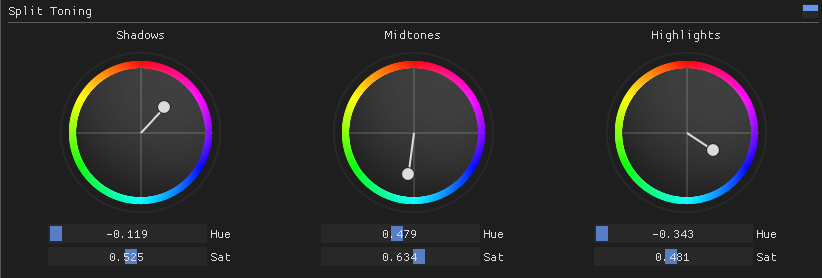 Split Toning
Shadows Midtones Highlights
-0.119 Hue 0.479 Hue -0.343 Hue
0.525 Sat 0.634 Sat 0.481 Sat